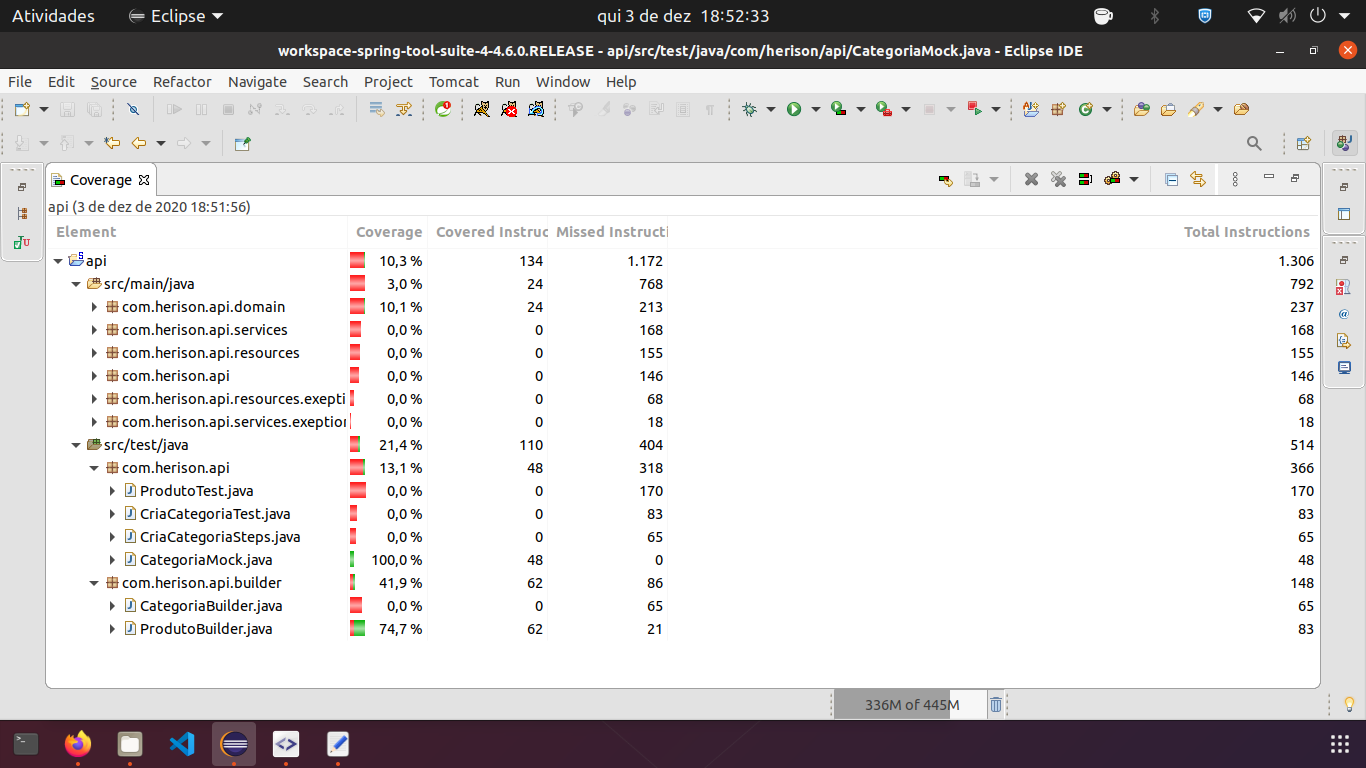 Atividades Eclipse qui 3 de dez 18:52:33
workspace-spring-tool-suite-4-4.6.0.RELEASE - api/src/test/java/com/herison/api/CategoriaMock.java - Eclipse IDE
File Edit Source Refactor Navigate Search Project Tomcat Run Window Help
Coverage
api (3 de dez de 2020 18:51:56)
Element Coverage Covered Instruc Missed Instructi Total Instructions
api 10,3 % 134 1.172 1.306
src/main/java 3,0 % 24 768 792
com.herison.api.domain 10,1 % 24 213 237
com.herison.api.services 0,0 % 0 168 168
com.herison.api.resources 0,0 % 0 155 155
com.herison.api 0,0 % 0 146 146
com.herison.api.resources.exepti 0,0 % 0 68 68
com.herison.api.services.exeption 0,0 % 0 18 18
src/test/java 21,4 % 110 404 514
com.herison.api 13,1 % 48 318 366
ProdutoTest.java 0,0 % 0 170 170
CriaCategoriaTest.java 0,0 % 0 83 83
CriaCategoriaSteps.java 0,0 % 0 65 65
CategoriaMock.java 100,0 % 48 0 48
com.herison.api.builder 41,9 % 62 86 148
CategoriaBuilder.java 0,0 % 0 65 65
ProdutoBuilder.java 74,7 % 62 21 83
336M of 445M